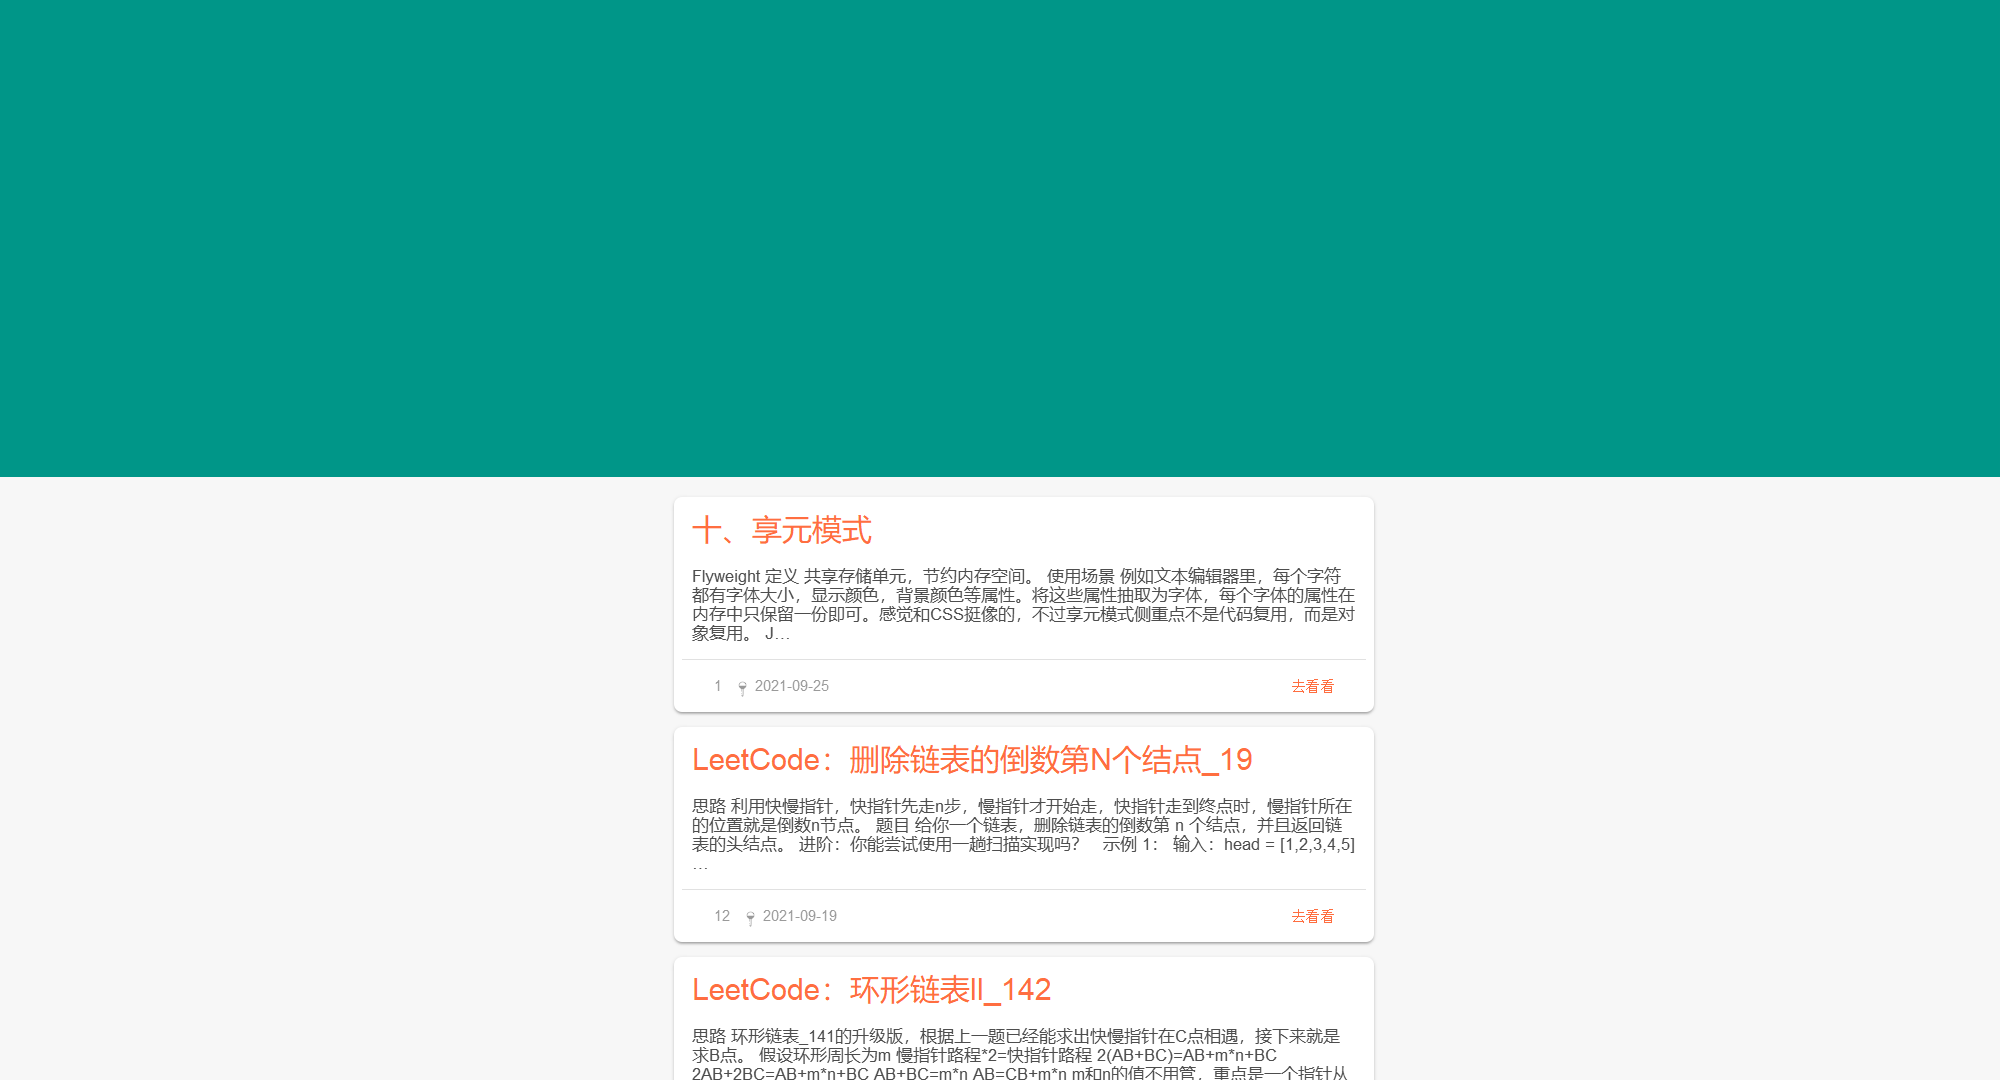 十、享元模式
Flyweight 定义 共享存储单元，节约内存空间。 使用场景 例如文本编辑器里，每个字符
都有字体大小，显示颜色，背景颜色等属性。将这些属性抽取为字体，每个字体的属性在
内存中只保留一份即可。感觉和CSS挺像的，不过享元模式侧重点不是代码复用，而是对
象复用。 J…
1 2021-09-25 去看看
LeetCode：删除链表的倒数第N个结点_19
思路 利用快慢指针，快指针先走n步，慢指针才开始走，快指针走到终点时，慢指针所在
的位置就是倒数n节点。 题目 给你一个链表，删除链表的倒数第 n 个结点，并且返回链
表的头结点。 进阶：你能尝试使用一趟扫描实现吗？ 示例 1： 输入：head = [1,2,3,4,5]
…
12 2021-09-19 去看看
LeetCode：环形链表II_142
思路 环形链表_141的升级版，根据上一题已经能求出快慢指针在C点相遇，接下来就是
求B点。 假设环形周长为m 慢指针路程*2=快指针路程 2(AB+BC)=AB+m*n+BC
2AB+2BC=AB+m*n+BC AB+BC=m*n AB=CB+m*n m和n的值不用管，重点是一个指针从